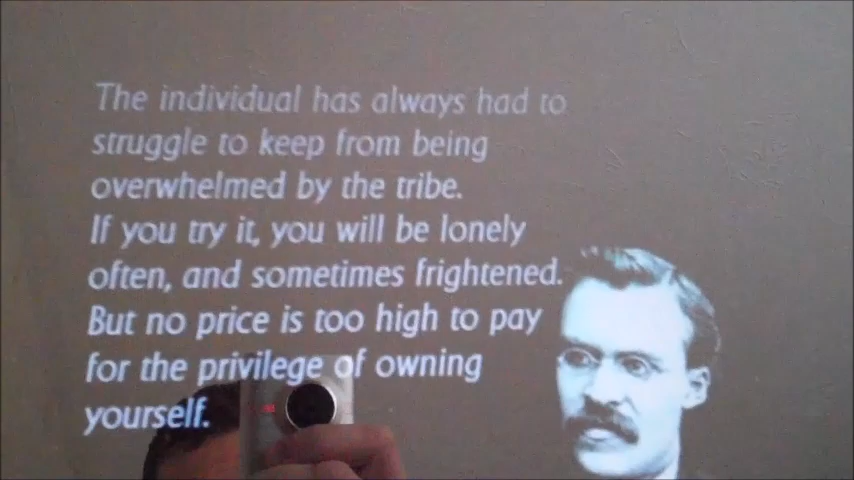 The individual has always had to
struggle to keep from being
overwhelmed by the tribe.
If you try it, you will be lonely
often, and sometimes frightened.
But no price is too high to pay
for the privilege of owning
yourself.